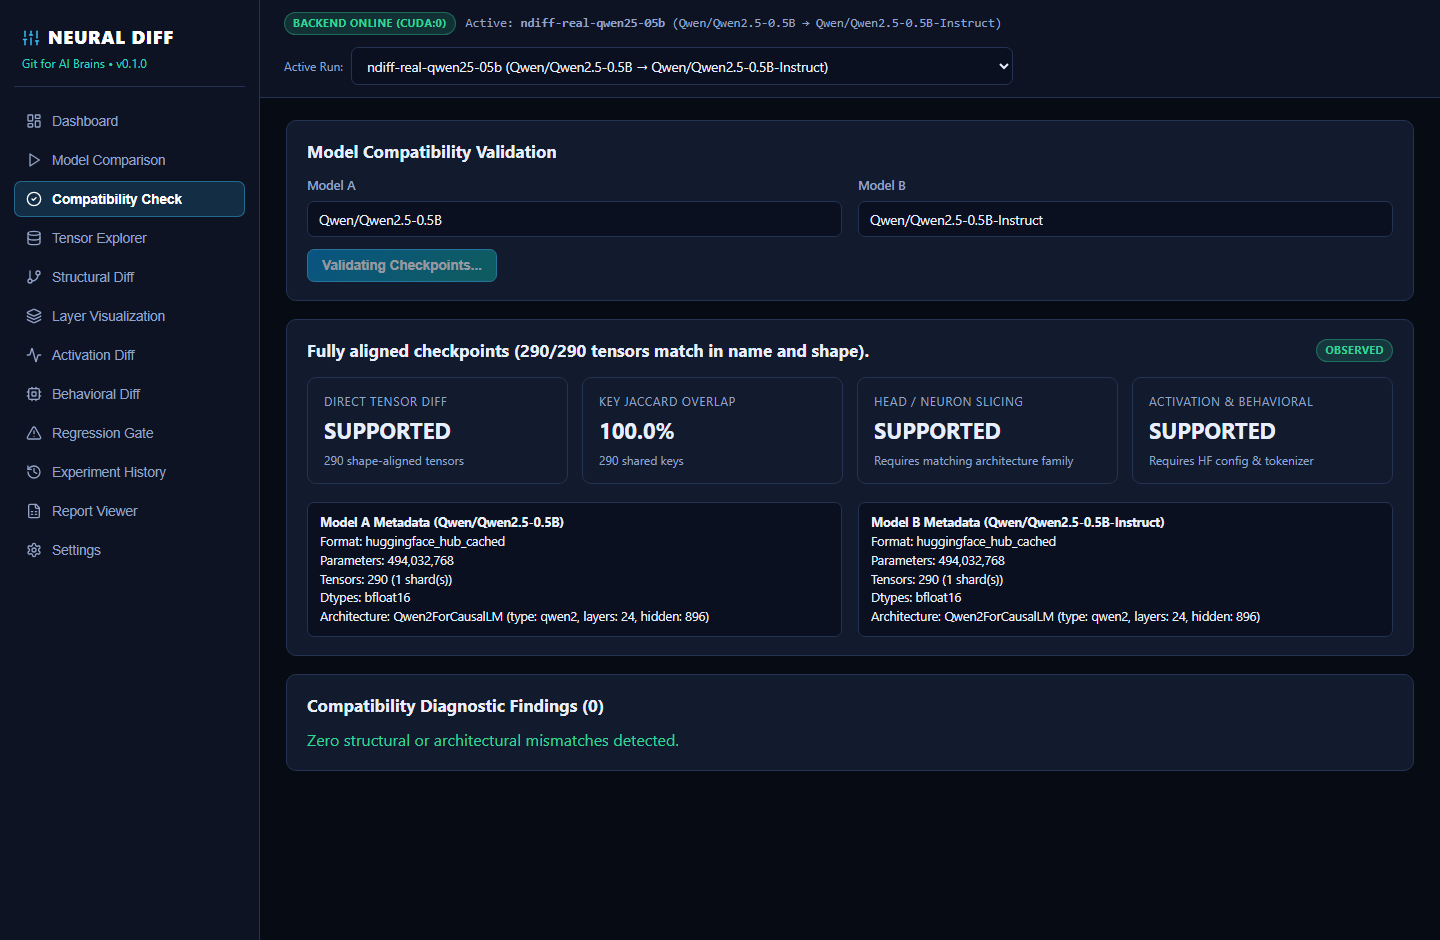 NEURAL DIFF
Git for AI Brains • v0.1.0
Dashboard
Model Comparison
Compatibility Check
Tensor Explorer
Structural Diff
Layer Visualization
Activation Diff
Behavioral Diff
Regression Gate
Experiment History
Report Viewer
Settings
BACKEND ONLINE (CUDA:0) Active: ndiff-real-qwen25-05b (Qwen/Qwen2.5-0.5B → Qwen/Qwen2.5-0.5B-Instruct)
Active Run: ndiff-real-qwen25-05b (Qwen/Qwen2.5-0.5B → Qwen/Qwen2.5-0.5B-Instruct)
Model Compatibility Validation
Model A
Qwen/Qwen2.5-0.5B
Model B
Qwen/Qwen2.5-0.5B-Instruct
Validating Checkpoints...
Fully aligned checkpoints (290/290 tensors match in name and shape).
OBSERVED
DIRECT TENSOR DIFF
SUPPORTED
290 shape-aligned tensors
KEY JACCARD OVERLAP
100.0%
290 shared keys
HEAD / NEURON SLICING
SUPPORTED
Requires matching architecture family
ACTIVATION & BEHAVIORAL
SUPPORTED
Requires HF config & tokenizer
Model A Metadata (Qwen/Qwen2.5-0.5B)
Format: huggingface_hub_cached
Parameters: 494,032,768
Tensors: 290 (1 shard(s))
Dtypes: bfloat16
Architecture: Qwen2ForCausalLM (type: qwen2, layers: 24, hidden: 896)
Model B Metadata (Qwen/Qwen2.5-0.5B-Instruct)
Format: huggingface_hub_cached
Parameters: 494,032,768
Tensors: 290 (1 shard(s))
Dtypes: bfloat16
Architecture: Qwen2ForCausalLM (type: qwen2, layers: 24, hidden: 896)
Compatibility Diagnostic Findings (0)
Zero structural or architectural mismatches detected.